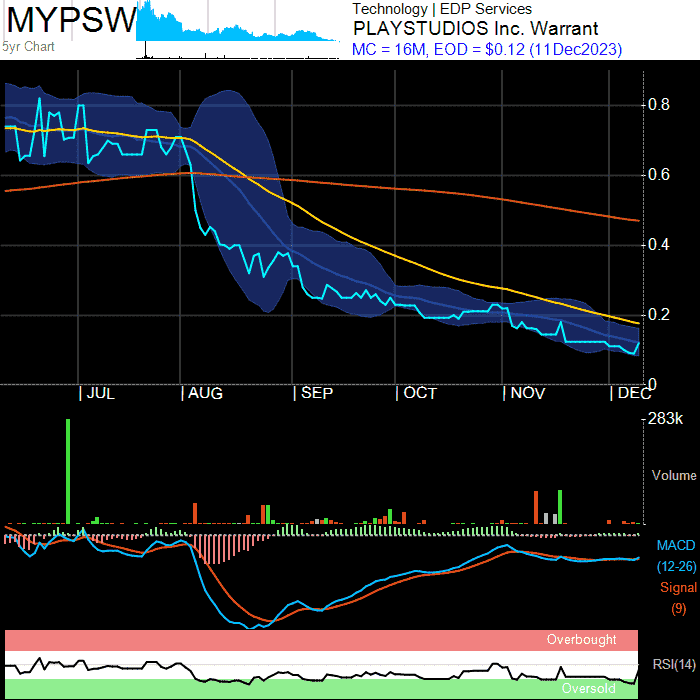 MYPSW
5yr Chart
Technology | EDP Services
PLAYSTUDIOS Inc. Warrant
MC = 16M, EOD = $0.12 (11Dec2023)
0.8
0.6
0.4
0.2
0
JUL
AUG
SEP
OCT
NOV
DEC
283k
Volume
MACD
(12-26)
Signal
(9)
Overbought
RSI(14)
Oversold